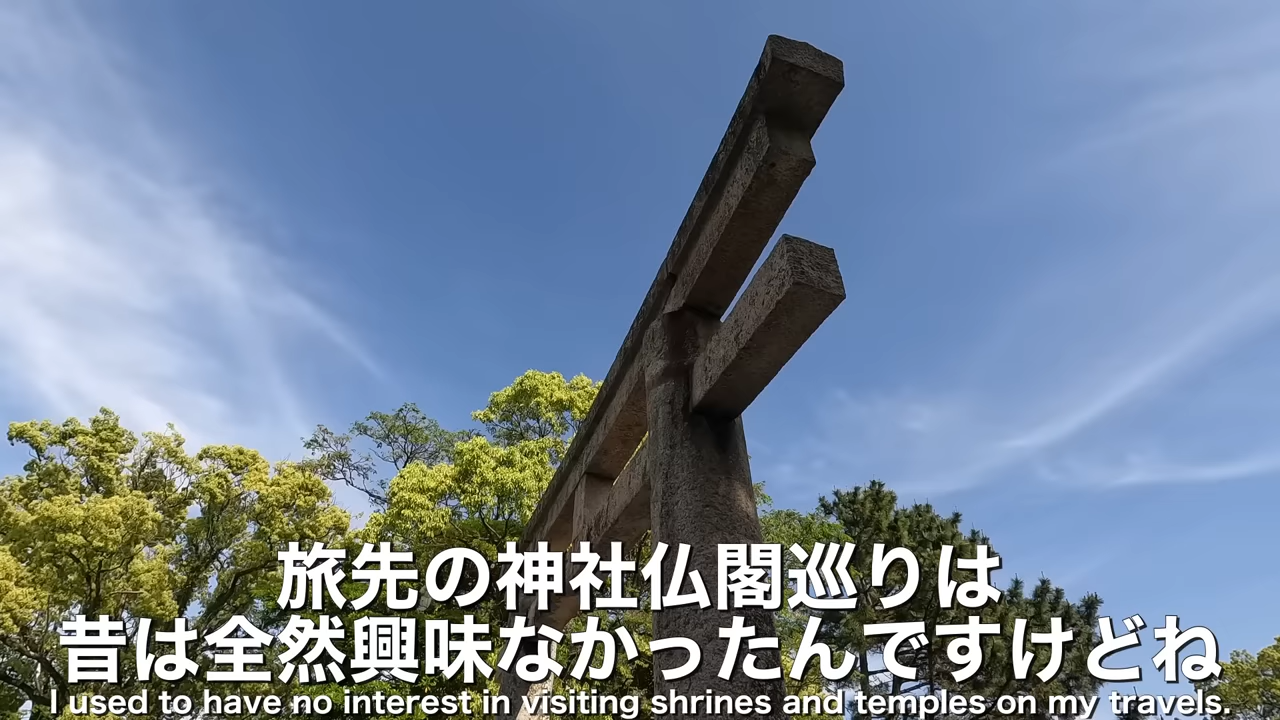 旅先の神社仏閣巡りは
昔は全然興味なかったんですけどね
I used to have no interest in visiting shrines and temples on my travels.